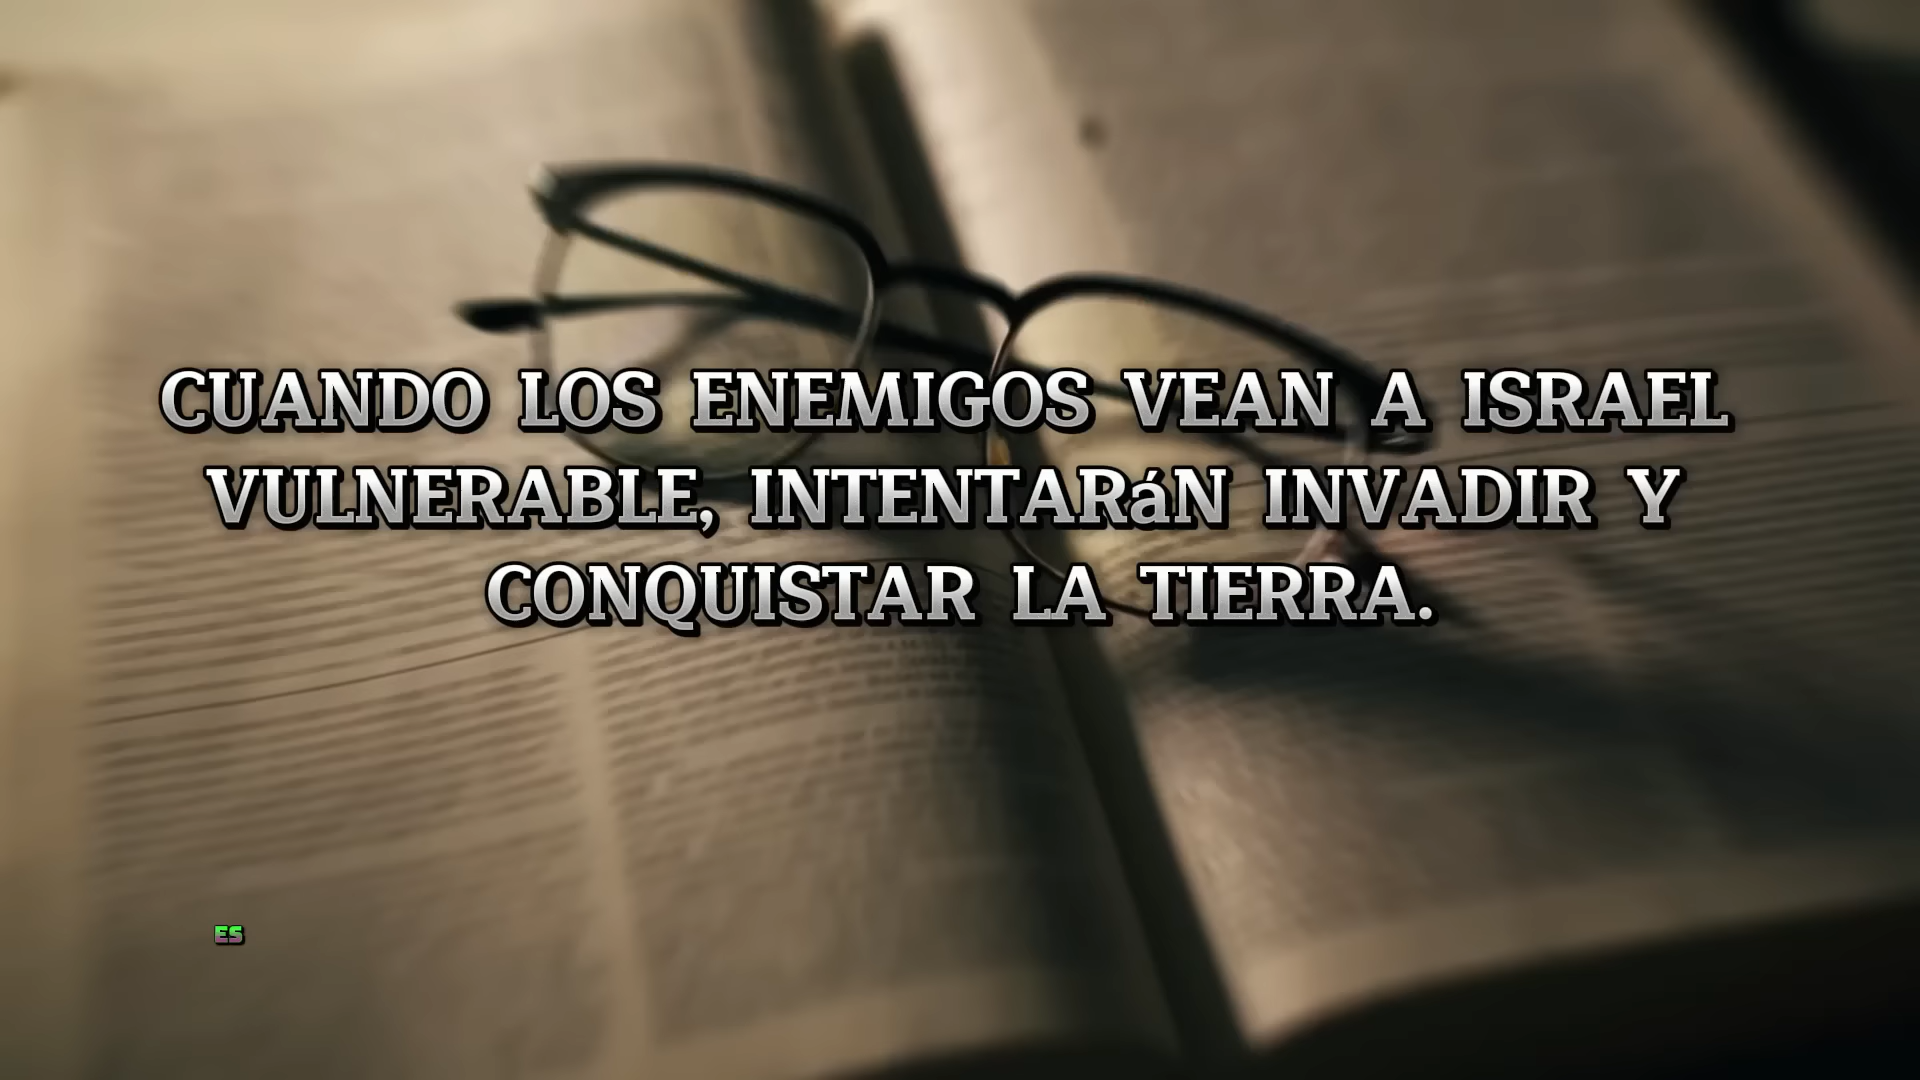 CUANDO LOS ENEMIGOS VEAN A ISRAEL
VULNERABLE, INTENTARáN INVADIR Y
CONQUISTAR LA TIERRA.
ES